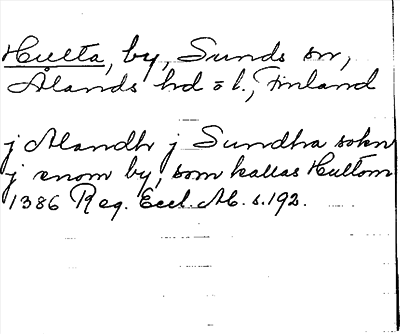 Hulta, by, Sunds sn,
Ålands hd o l., Finland
j Alandh j Sundha sokn
j enom by, som kallas Hultom
1386 Reg. Eccl. Ab. s. 192.